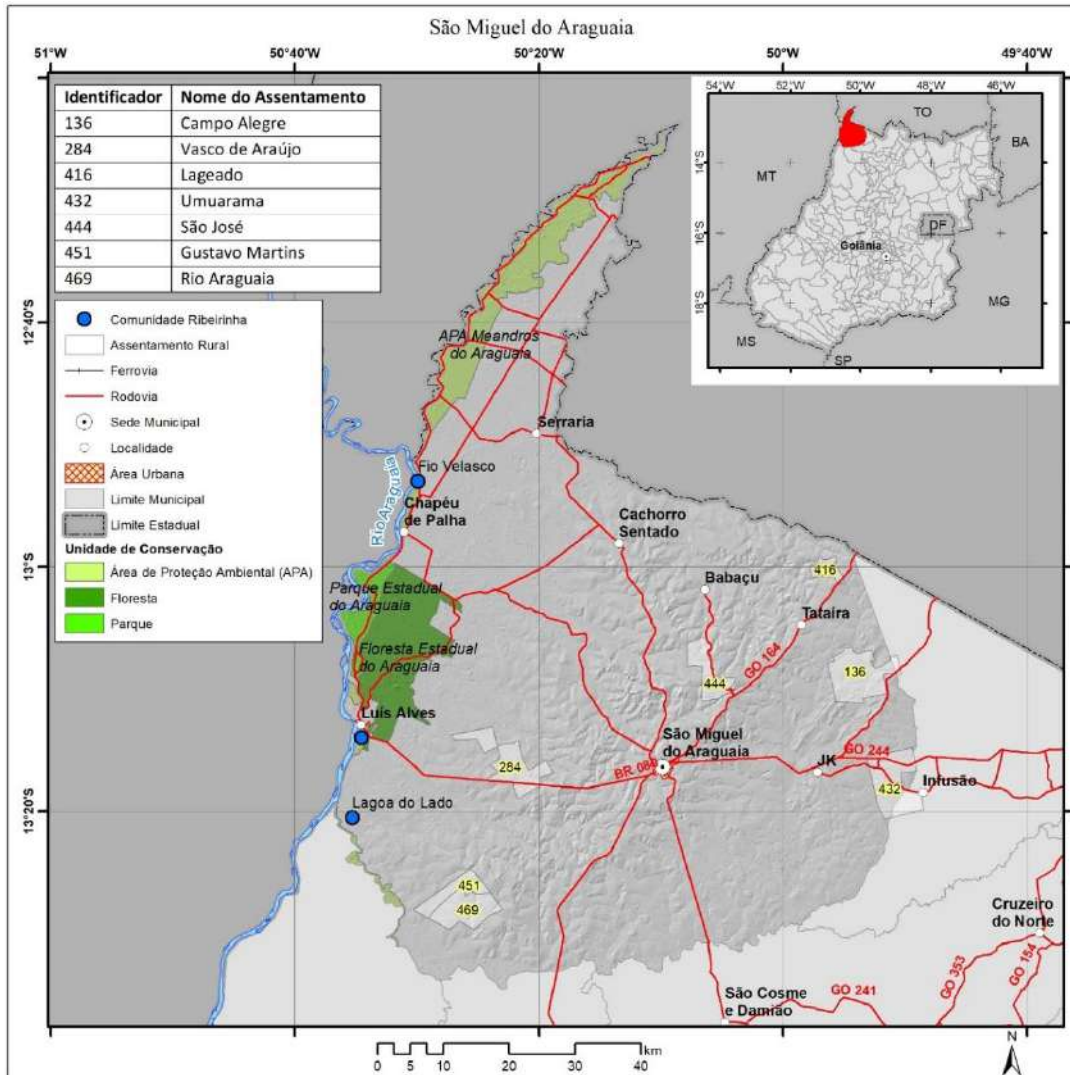 São Miguel do Araguaia
51°W
50°40'W
50°20'W
50°W
49°40'W
Identificador Nome do Assentamento
136 Campo Alegre
284 Vasco de Araújo
416 Lageado
432 Umuarama
444 São José
451 Gustavo Martins
469 Rio Araguaia
54°W
52°W
50°W
48°W
46°W
TO
BA
MT
DF
Goiânia
MG
MS
SP
14°S
16°S
18°S
Comunidade Ribeirinha
Assentamento Rural
Ferrovia
Rodovia
Sede Municipal
Localidade
Área Urbana
Limite Municipal
Limite Estadual
Unidade de Conservação
Área de Proteção Ambiental (APA)
Floresta
Parque
12°40'S
13°S
13°20'S
APA Meandros
do Araguaia
Serraria
Fio Velasco
Rio Araguaia
Chapéu
de Palha
Cachorro
Sentado
Babaçu
416
Tataíra
Parque Estadual
do Araguaia
Floresta Estadual
do Araguaia
GO 164
444
136
Luis Alves
São Miguel
do Araguaia
284
BR 080
GO 244
JK
432
Infusão
Lagoa do Lado
451
469
Cruzeiro
do Norte
São Cosme
e Damião
GO 241
GO 353
GO 154
0 5 10 20 30 40
km
N